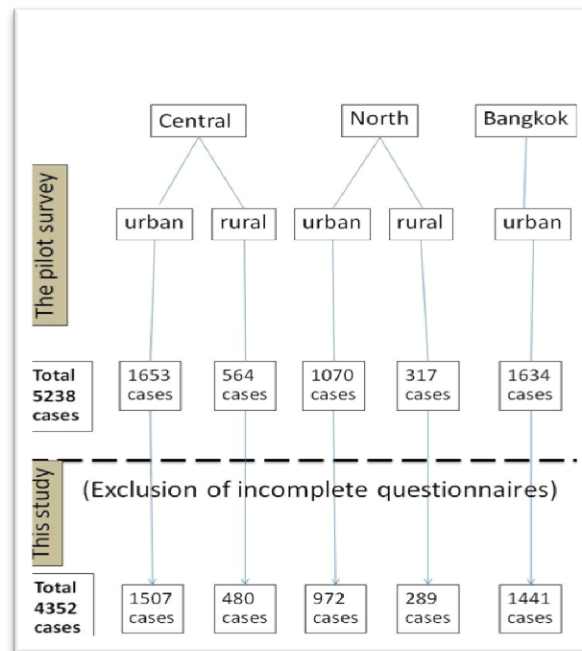 Central North Bangkok
The pilot survey
urban rural urban rural urban
Total
5238
cases
1653
cases
564
cases
1070
cases
317
cases
1634
cases
This study
(Exclusion of incomplete questionnaires)
Total
4352
cases
1507
cases
480
cases
972
cases
289
cases
1441
cases